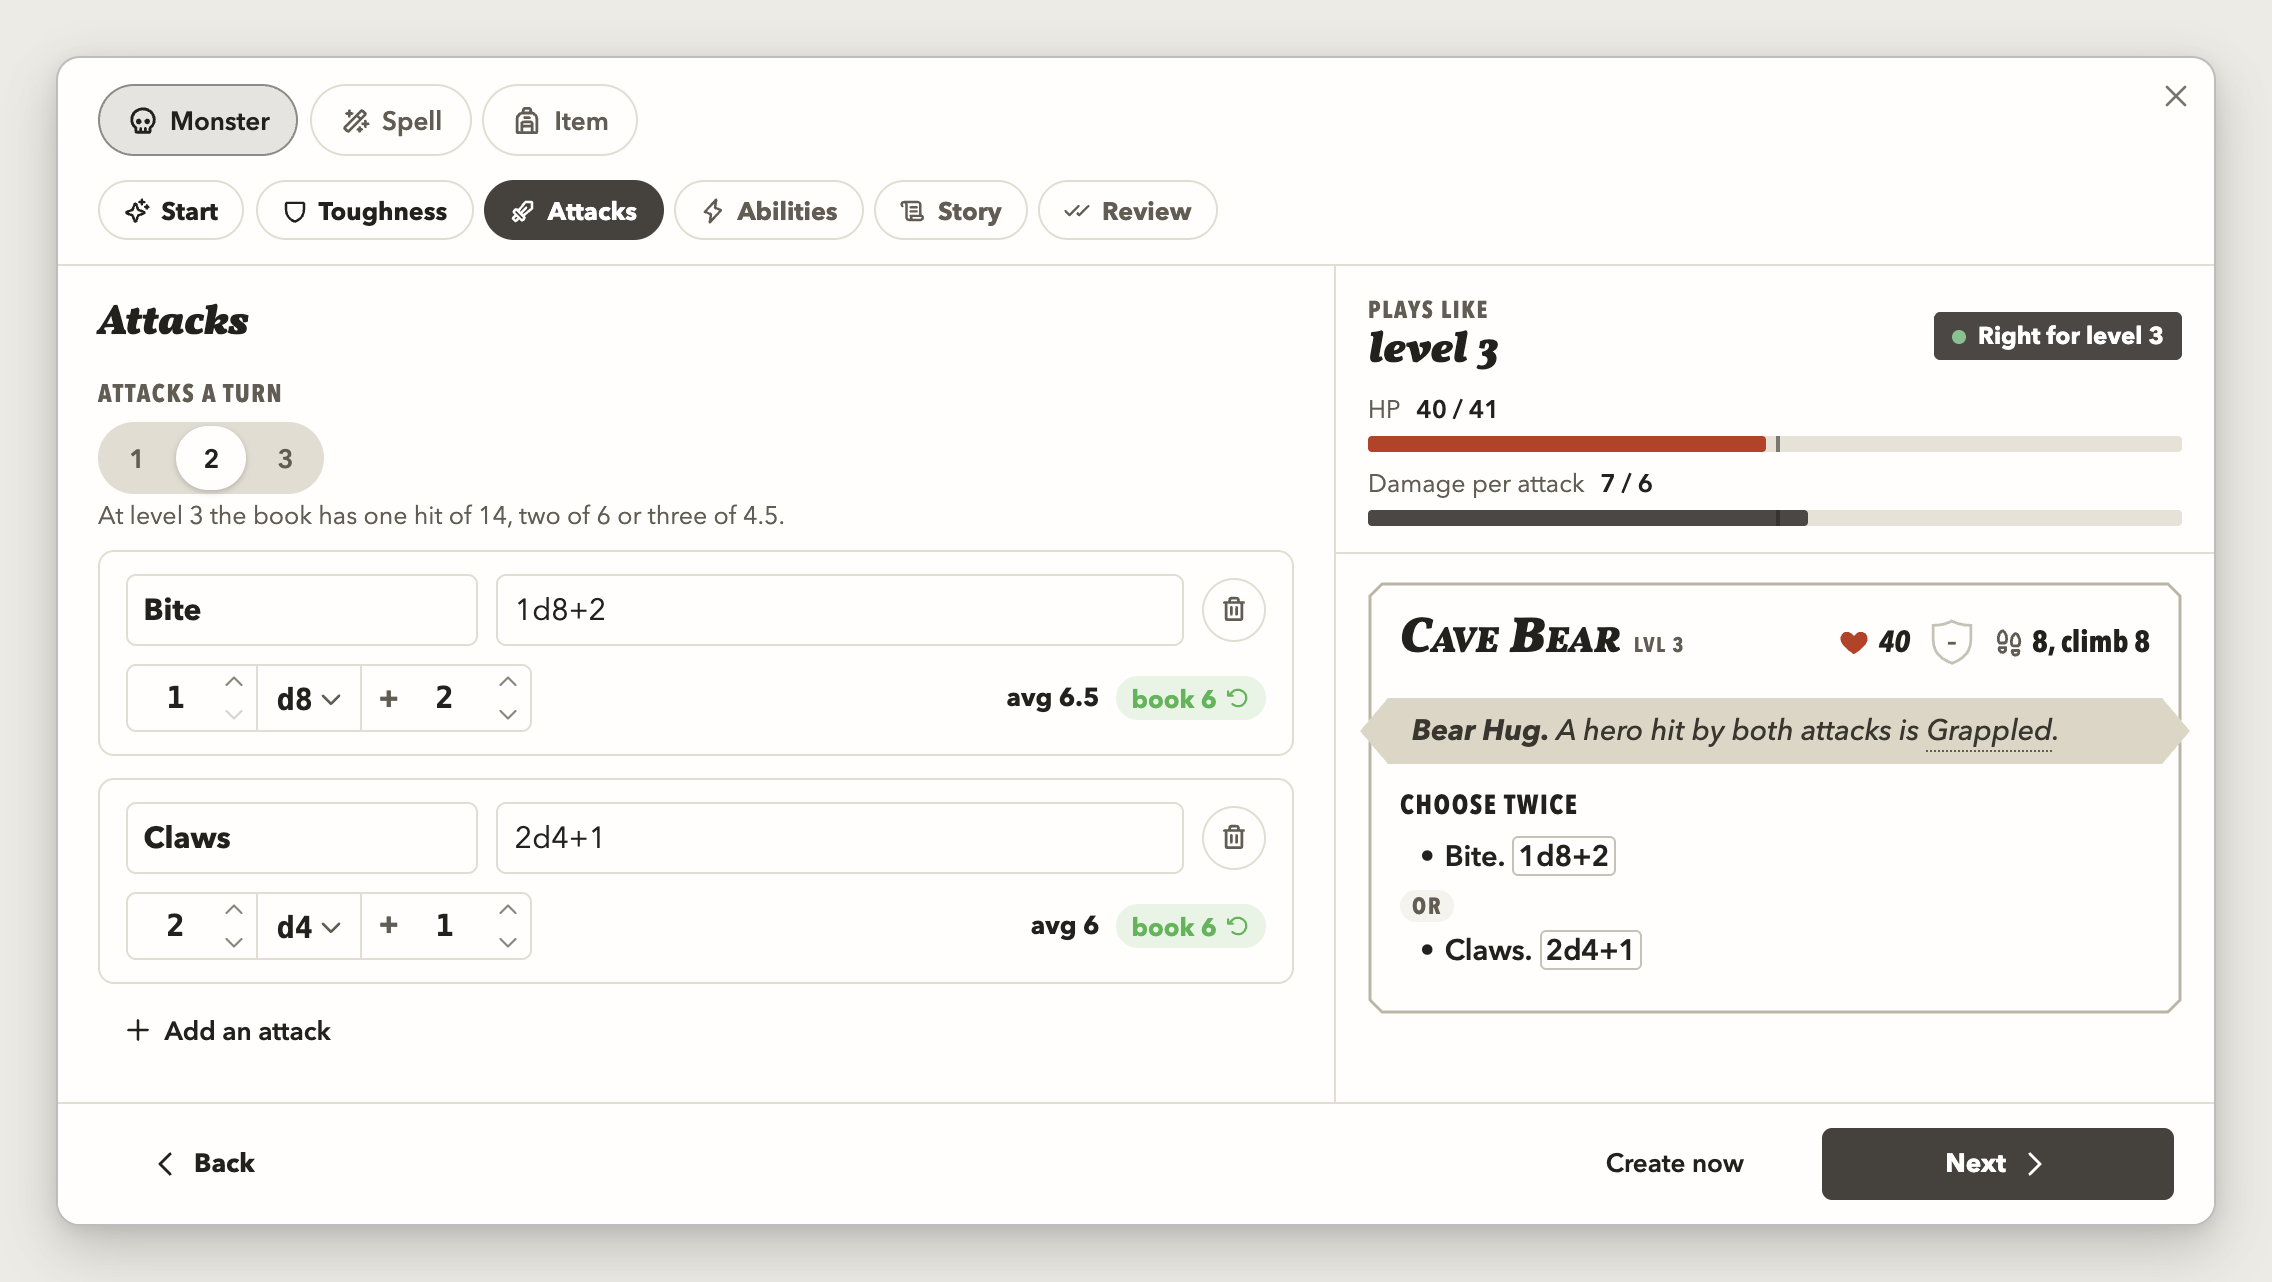 Monster Spell Item
Start Toughness Attacks Abilities Story Review
Attacks
ATTACKS A TURN
1 2 3
At level 3 the book has one hit of 14, two of 6 or three of 4.5.
Bite 1d8+2
1 d8 + 2 avg 6.5 book 6
Claws 2d4+1
2 d4 + 1 avg 6 book 6
+ Add an attack
PLAYS LIKE
level 3
Right for level 3
HP 40 / 41
Damage per attack 7 / 6
CAVE BEAR LVL 3 40 - 8, climb 8
Bear Hug. A hero hit by both attacks is Grappled.
CHOOSE TWICE
• Bite. 1d8+2
OR
• Claws. 2d4+1
Back Create now Next